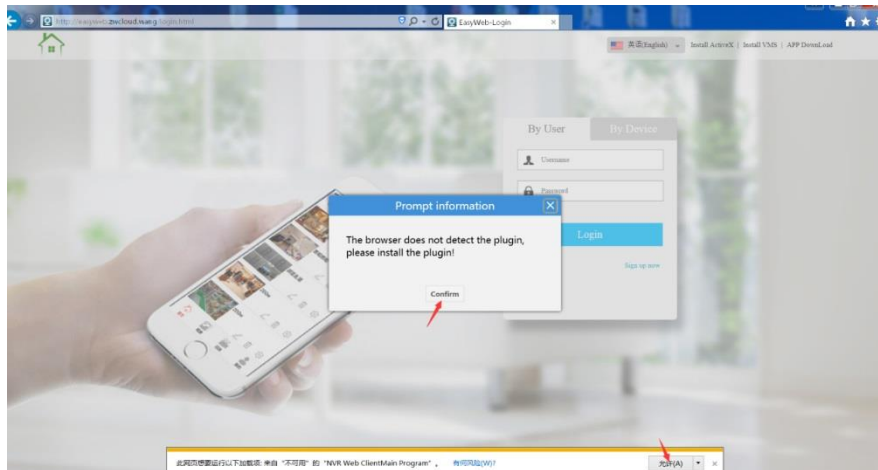 EasyWeb-Login
英语(English)
Install ActiveX | Install VMS | APP DownLoad
By User
By Device
Username
Password
Prompt information
The browser does not detect the plugin,
please install the plugin!
Confirm
Login
Sign up now
此网页想要运行以下加载项: 来自 "不可用" 的 "NVR Web ClientMain Program"。
有何风险(W)?
允许(A)